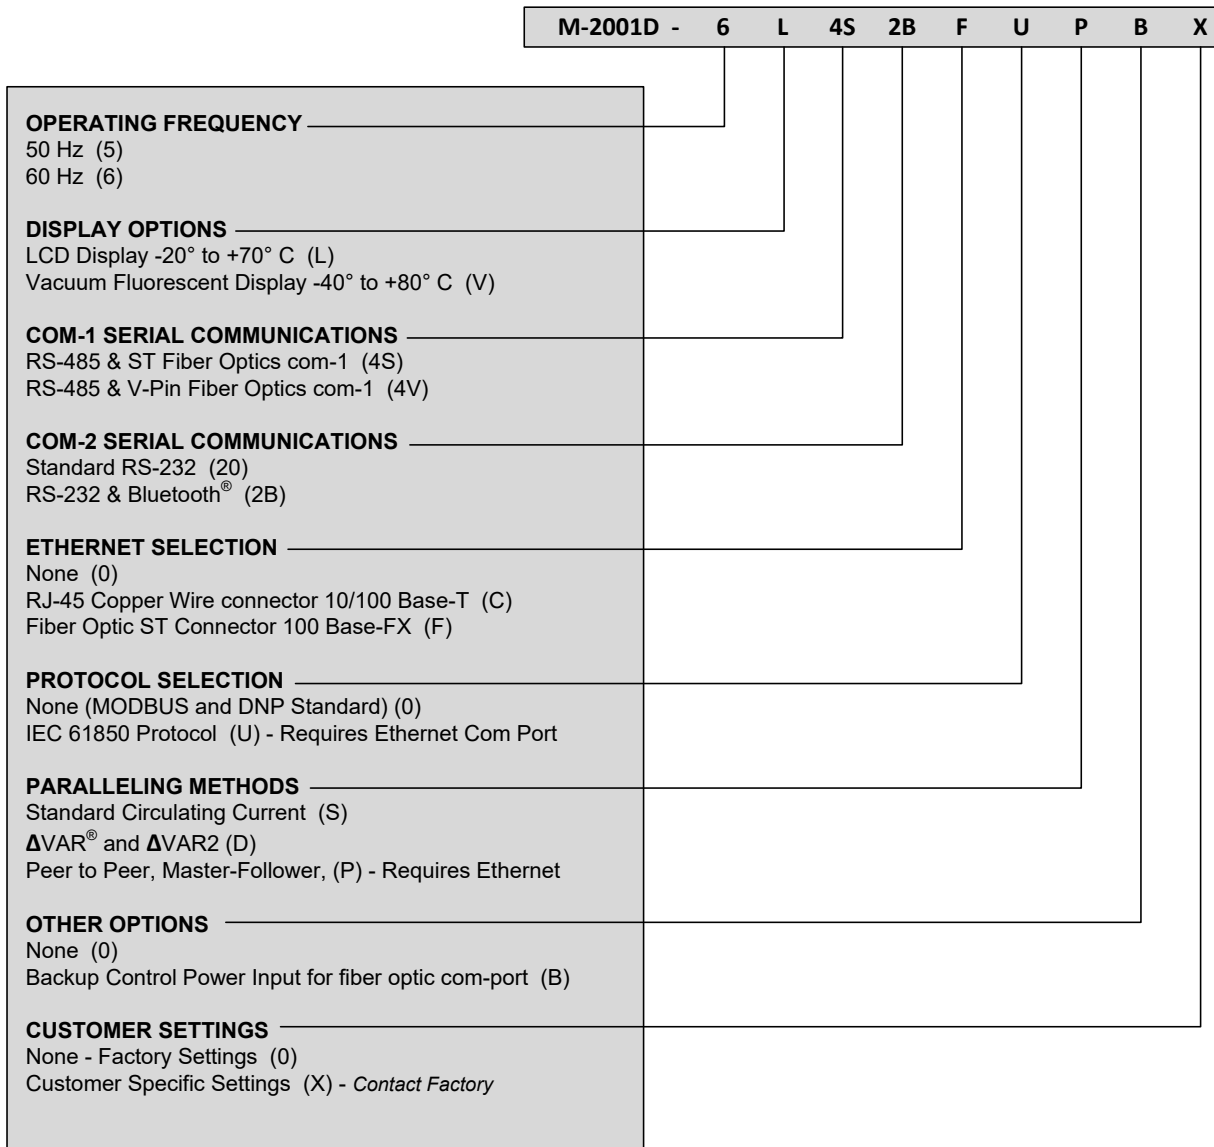 M-2001D - 6 L 4S 2B F U P B X
OPERATING FREQUENCY
50 Hz (5)
60 Hz (6)
DISPLAY OPTIONS
LCD Display -20° to +70° C (L)
Vacuum Fluorescent Display -40° to +80° C (V)
COM-1 SERIAL COMMUNICATIONS
RS-485 & ST Fiber Optics com-1 (4S)
RS-485 & V-Pin Fiber Optics com-1 (4V)
COM-2 SERIAL COMMUNICATIONS
Standard RS-232 (20)
RS-232 & Bluetooth® (2B)
ETHERNET SELECTION
None (0)
RJ-45 Copper Wire connector 10/100 Base-T (C)
Fiber Optic ST Connector 100 Base-FX (F)
PROTOCOL SELECTION
None (MODBUS and DNP Standard) (0)
IEC 61850 Protocol (U) - Requires Ethernet Com Port
PARALLELING METHODS
Standard Circulating Current (S)
ΔVAR® and ΔVAR2 (D)
Peer to Peer, Master-Follower, (P) - Requires Ethernet
OTHER OPTIONS
None (0)
Backup Control Power Input for fiber optic com-port (B)
CUSTOMER SETTINGS
None - Factory Settings (0)
Customer Specific Settings (X) - Contact Factory